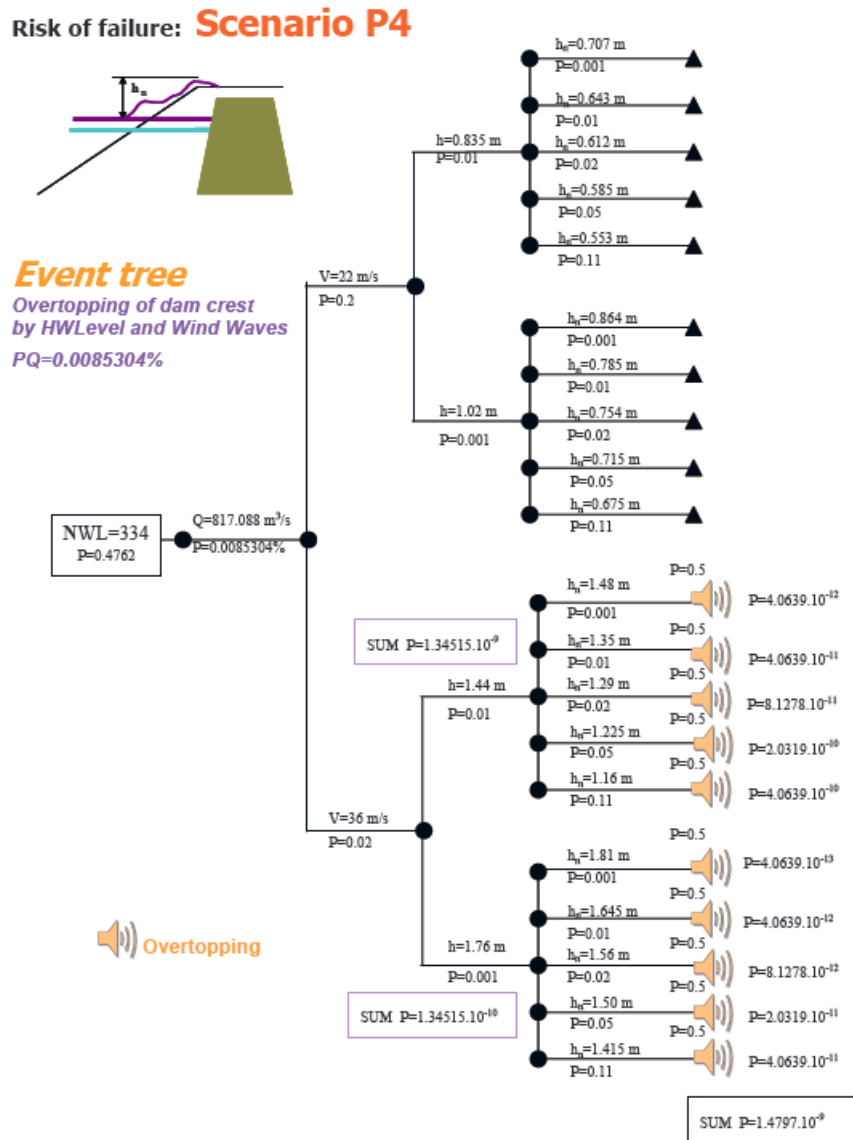 Risk of failure: Scenario P4
hₙ
Event tree
Overtopping of dam crest
by HWLevel and Wind Waves
PQ=0.0085304%
NWL=334
P=0.4762
Q=817.088 m³/s
P=0.0085304%
V=22 m/s
P=0.2
h=0.835 m
P=0.01
hₙ=0.707 m
P=0.001
hₙ=0.643 m
P=0.01
hₙ=0.612 m
P=0.02
hₙ=0.585 m
P=0.05
hₙ=0.553 m
P=0.11
h=1.02 m
P=0.001
hₙ=0.864 m
P=0.001
hₙ=0.785 m
P=0.01
hₙ=0.754 m
P=0.02
hₙ=0.715 m
P=0.05
hₙ=0.675 m
P=0.11
V=36 m/s
P=0.02
SUM P=1.34515.10⁻⁹
h=1.44 m
P=0.01
P=0.5
hₙ=1.48 m
P=0.001
P=4.0639.10⁻¹²
P=0.5
hₙ=1.35 m
P=0.01
P=4.0639.10⁻¹¹
P=0.5
hₙ=1.29 m
P=0.02
P=8.1278.10⁻¹¹
P=0.5
hₙ=1.225 m
P=0.05
P=2.0319.10⁻¹⁰
P=0.5
hₙ=1.16 m
P=0.11
P=4.0639.10⁻¹⁰
h=1.76 m
P=0.001
SUM P=1.34515.10⁻¹⁰
P=0.5
hₙ=1.81 m
P=0.001
P=4.0639.10⁻¹³
P=0.5
hₙ=1.645 m
P=0.01
P=4.0639.10⁻¹²
P=0.5
hₙ=1.56 m
P=0.02
P=8.1278.10⁻¹²
P=0.5
hₙ=1.50 m
P=0.05
P=2.0319.10⁻¹¹
P=0.5
hₙ=1.415 m
P=0.11
P=4.0639.10⁻¹¹
Overtopping
SUM P=1.4797.10⁻⁹